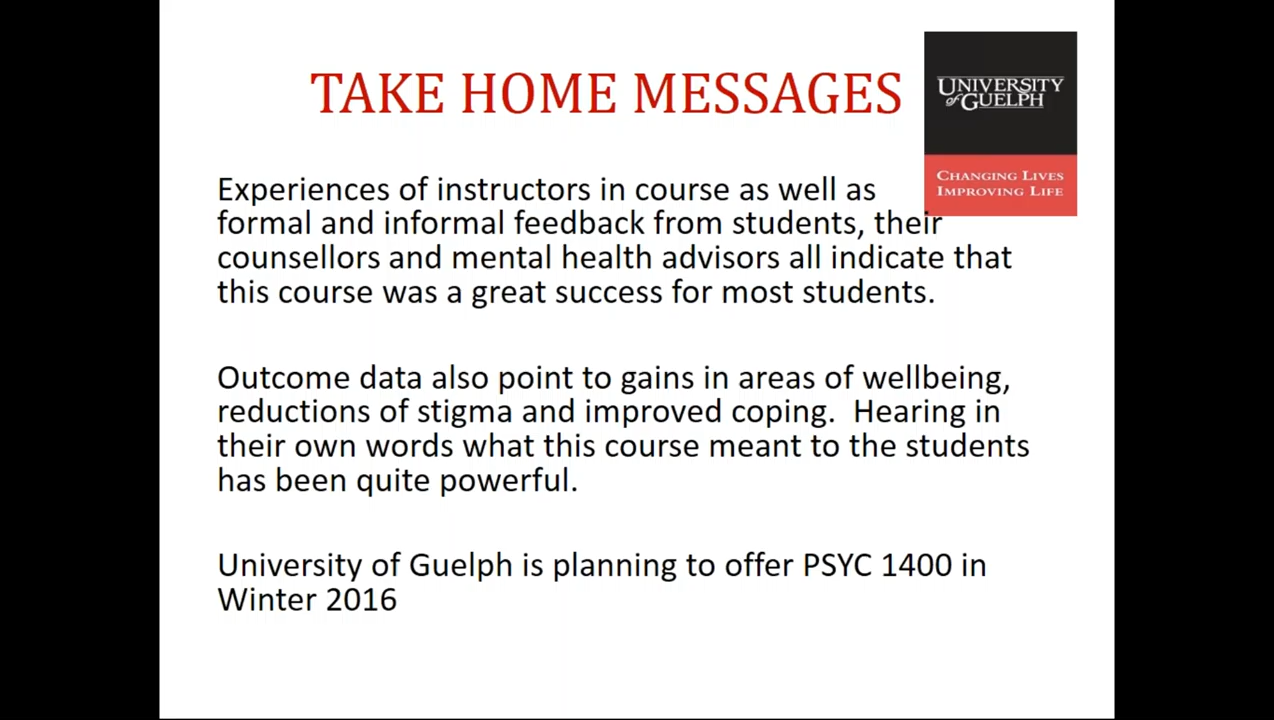 TAKE HOME MESSAGES
UNIVERSITY
of GUELPH
CHANGING LIVES
IMPROVING LIFE
Experiences of instructors in course as well as
formal and informal feedback from students, their
counsellors and mental health advisors all indicate that
this course was a great success for most students.
Outcome data also point to gains in areas of wellbeing,
reductions of stigma and improved coping.  Hearing in
their own words what this course meant to the students
has been quite powerful.
University of Guelph is planning to offer PSYC 1400 in
Winter 2016